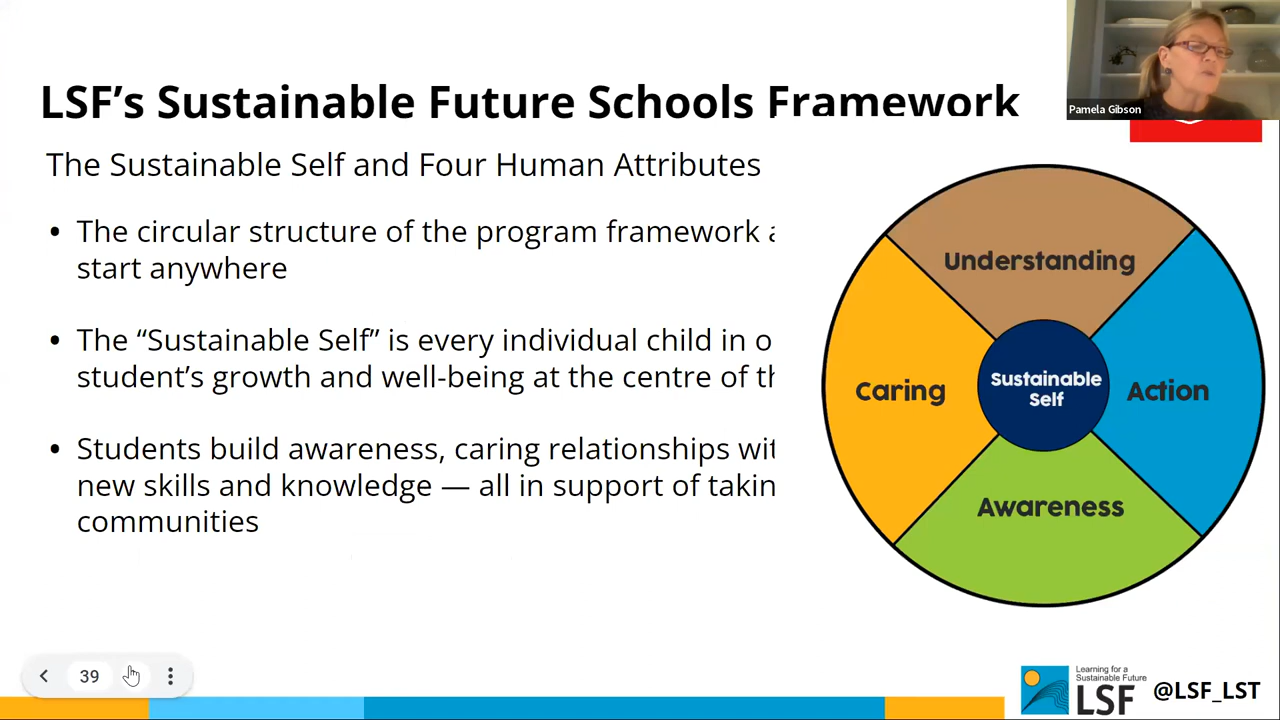 LSF’s Sustainable Future Schools Framework
Pamela Gibson
The Sustainable Self and Four Human Attributes
• The circular structure of the program framework
start anywhere
• The “Sustainable Self” is every individual child in
student’s growth and well-being at the centre of
• Students build awareness, caring relationships
new skills and knowledge — all in support of
communities
Understanding
Caring
Sustainable
Self
Action
Awareness
39
Learning for a
Sustainable Future
LSF
@LSF_LST